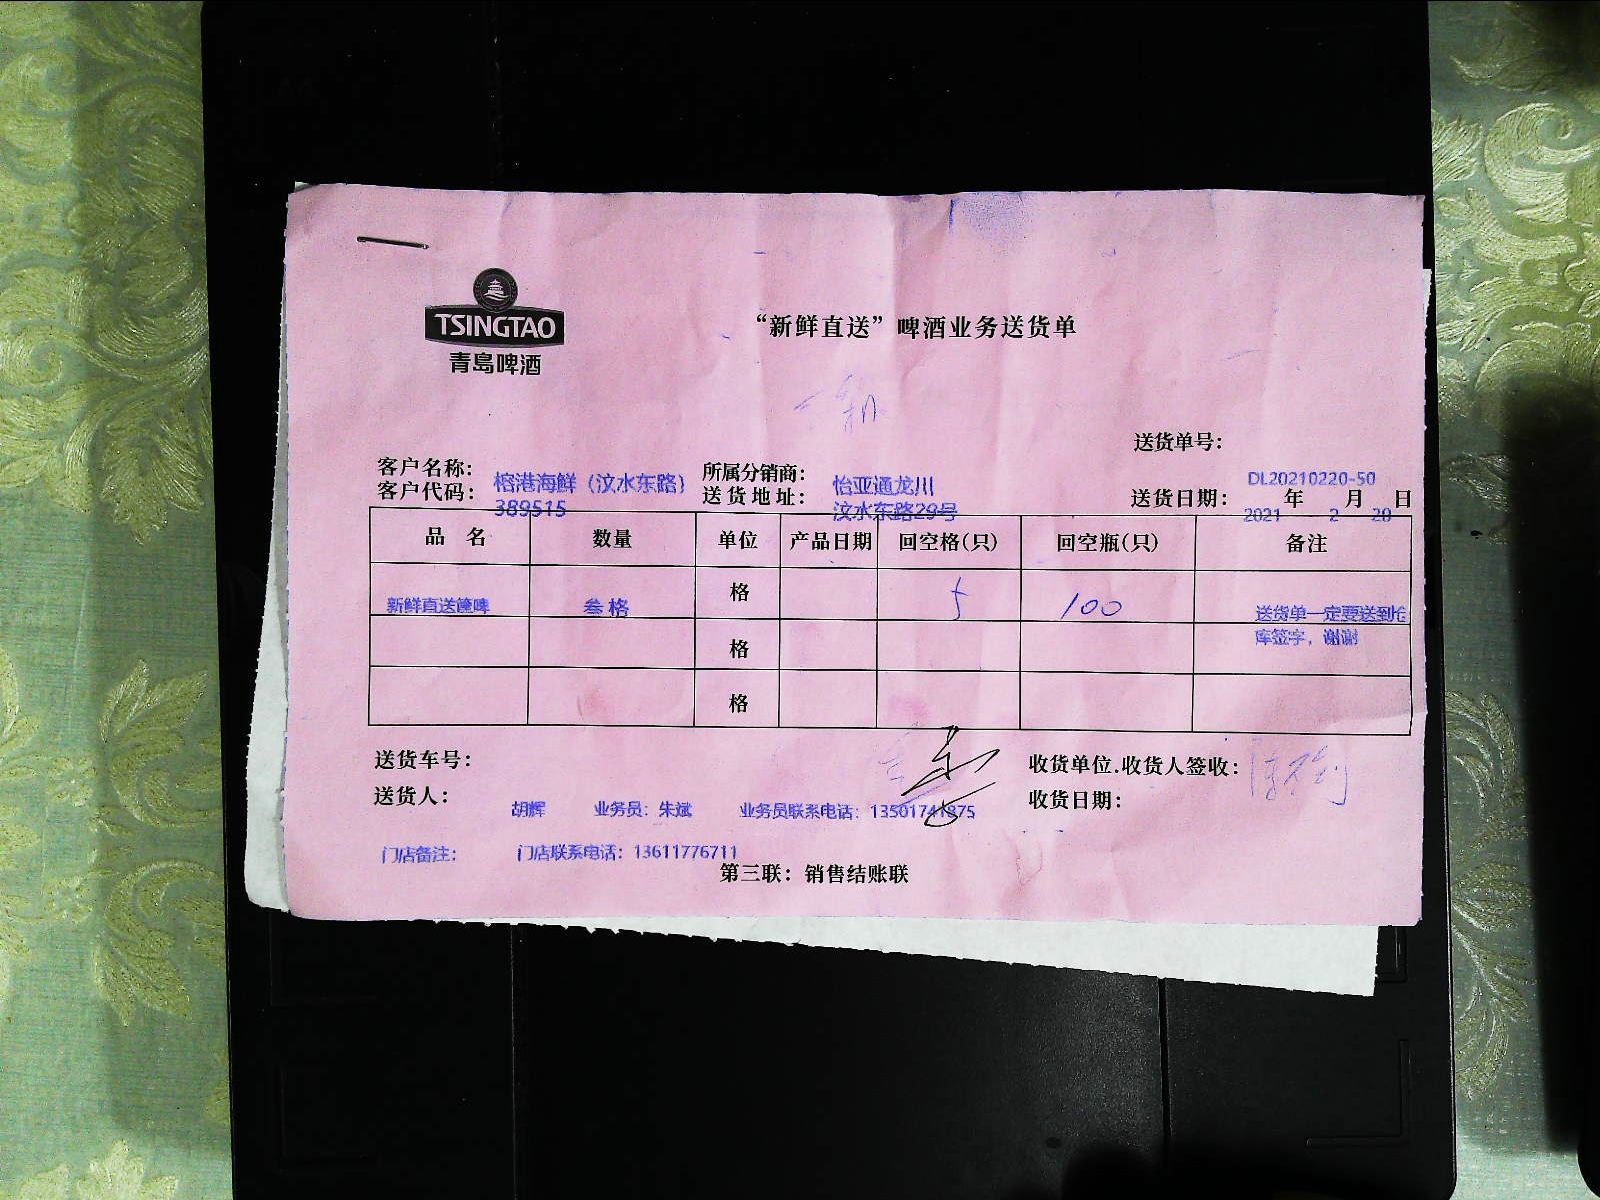 TSINGTAO
青島啤酒
“新鲜直送”啤酒业务送货单
送货单号：
DL20210220-50
客户名称： 榕港海鲜（汶水东路） 所属分销商： 怡亚通龙川
客户代码： 389515 送货地址： 汶水东路29号 送货日期： 2021 年 2 月 20 日
品 名 数量 单位 产品日期 回空格(只) 回空瓶(只) 备注
新鲜直送箧啤 叁格 格 5 100 送货单一定要送到仓
库签字，谢谢
格
格
送货车号： 收货单位.收货人签收：
送货人： 胡辉 业务员：朱斌 业务员联系电话：13501741875 收货日期：
门店备注： 门店联系电话：13611776711
第三联：销售结账联